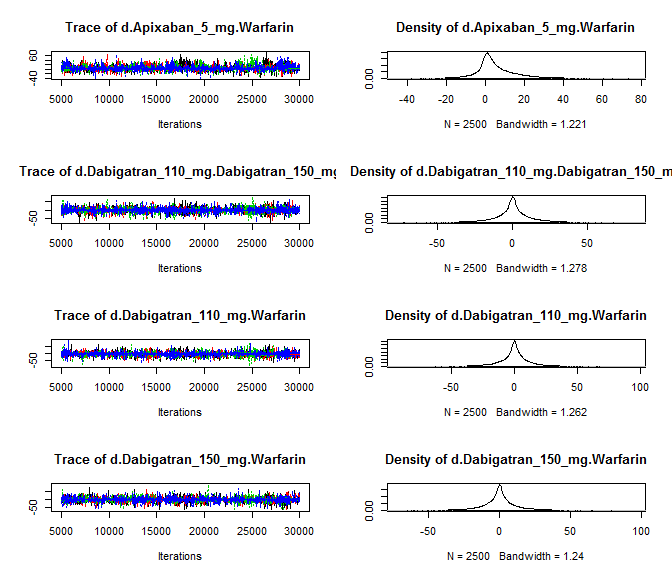 Trace of d.Apixaban_5_mg.Warfarin
60
-40
5000 10000 15000 20000 25000 30000
Iterations
Density of d.Apixaban_5_mg.Warfarin
0.00
-40 -20 0 20 40 60 80
N = 2500 Bandwidth = 1.221
Trace of d.Dabigatran_110_mg.Dabigatran_150_mg
-50
5000 10000 15000 20000 25000 30000
Iterations
Density of d.Dabigatran_110_mg.Dabigatran_150_m
0.00
-50 0 50
N = 2500 Bandwidth = 1.278
Trace of d.Dabigatran_110_mg.Warfarin
-50
5000 10000 15000 20000 25000 30000
Iterations
Density of d.Dabigatran_110_mg.Warfarin
0.00
-50 0 50 100
N = 2500 Bandwidth = 1.262
Trace of d.Dabigatran_150_mg.Warfarin
-50
5000 10000 15000 20000 25000 30000
Iterations
Density of d.Dabigatran_150_mg.Warfarin
0.00
-50 0 50 100
N = 2500 Bandwidth = 1.24